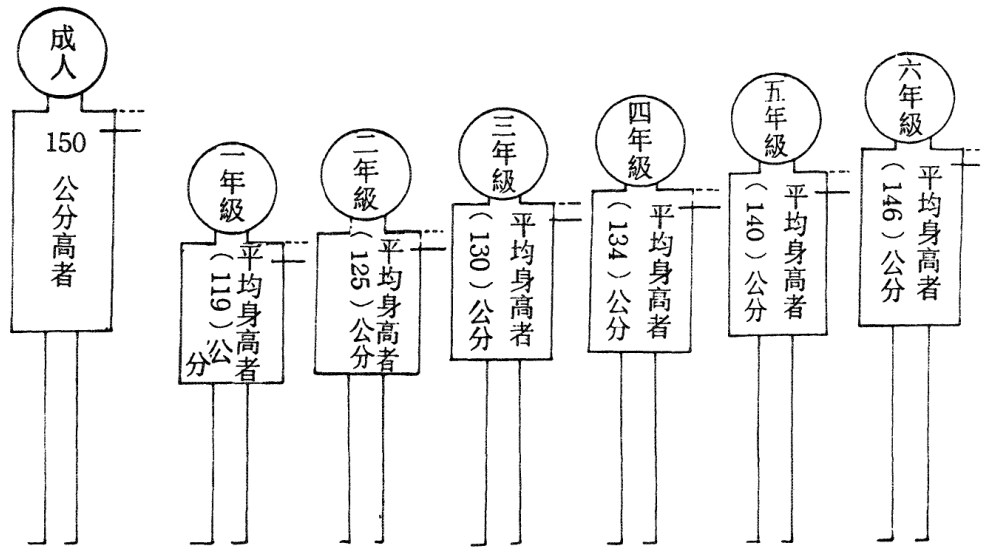 成人
150
公分高者
一年級
平均身高者
(119)公
分
二年級
平均身高者
(125)公分
三年級
平均身高者
(130)公分
四年級
平均身高者
(134)公分
五年級
平均身高者
(140)公分
六年級
平均身高者
(146)公分